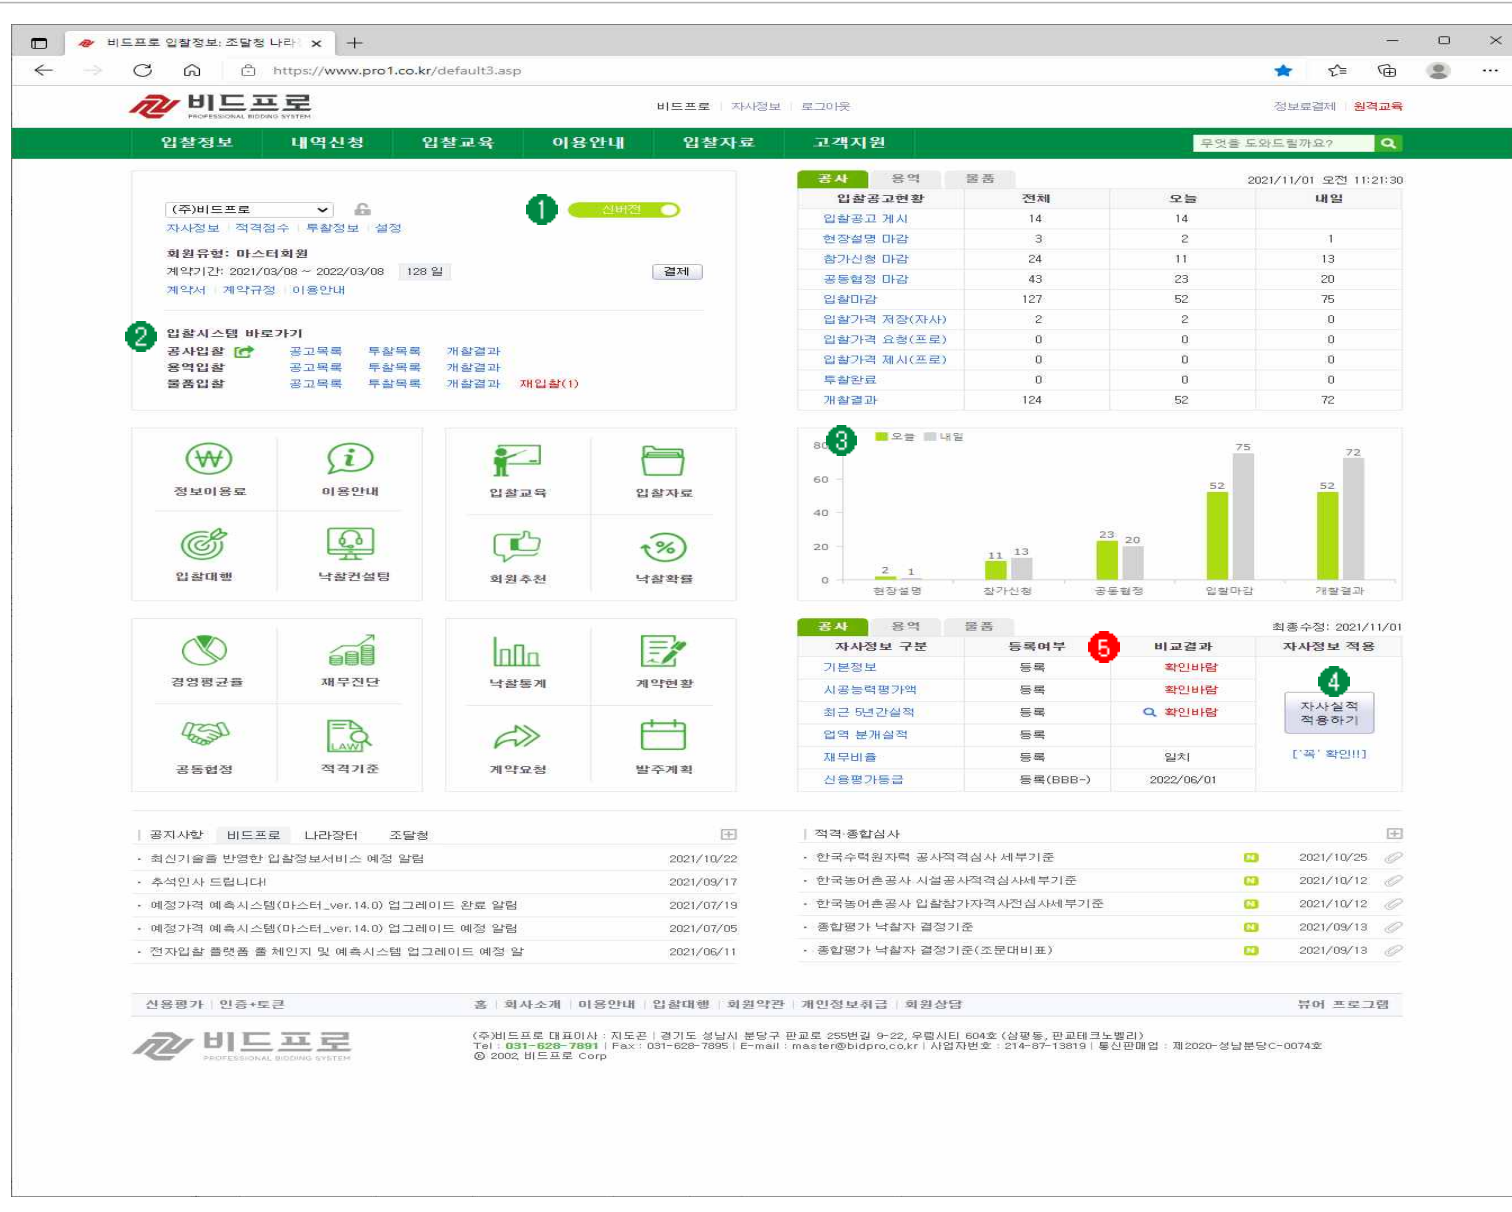 비드프로 입찰정보: 조달청 나라
https://www.pro1.co.kr/default3.asp
비드프로
PROFESSIONAL BIDDING SYSTEM
비드프로 자사정보 로그아웃
정보료결제 원격교육
입찰정보 내역신청 입찰교육 이용안내 입찰자료 고객지원
무엇을 도와드릴까요?
(주)비드프로
1 신버전
자사정보 적격점수 투찰정보 설정
회원유형: 마스터회원
계약기간: 2021/03/08 ~ 2022/03/08 128 일 결제
계약서 계약규정 이용안내
2 입찰시스템 바로가기
공사입찰 공고목록 투찰목록 개찰결과
용역입찰 공고목록 투찰목록 개찰결과
물품입찰 공고목록 투찰목록 개찰결과 재입찰(1)
공사 용역 물품 2021/11/01 오전 11:21:30
입찰공고현황 전체 오늘 내일
입찰공고 게시 14 14
현장설명 마감 3 2 1
참가신청 마감 24 11 13
공동협정 마감 43 23 20
입찰마감 127 52 75
입찰가격 저장(자사) 2 2 0
입찰가격 요청(프로) 0 0 0
입찰가격 제시(프로) 0 0 0
투찰완료 0 0 0
개찰결과 124 52 72
정보이용료 이용안내 입찰교육 입찰자료
입찰대행 낙찰컨설팅 회원추천 낙찰확률
3 오늘 내일
80
60
40
20
0
2 1 11 13 23 20 52 75 52 72
현장설명 참가신청 공동협정 입찰마감 개찰결과
경영평균율 재무진단 낙찰통계 계약현황
LAW
공동협정 적격기준 계약요청 발주계획
공사 용역 물품 최종수정: 2021/11/01
자사정보 구분 등록여부 5 비교결과 자사정보 적용
기본정보 등록 확인바람
시공능력평가액 등록 확인바람
최근 5년간실적 등록 확인바람
업역 분개실적 등록
재무비율 등록 일치
신용평가등급 등록(BBB-) 2022/06/01
4
자사실적
적용하기
['꼭' 확인!!]
공지사항 비드프로 나라장터 조달청
· 최신기술을 반영한 입찰정보서비스 예정 알림 2021/10/22
· 추석인사 드립니다! 2021/09/17
· 예정가격 예측시스템(마스터_ver.14.0) 업그레이드 완료 알림 2021/07/19
· 예정가격 예측시스템(마스터_ver.14.0) 업그레이드 예정 알림 2021/07/05
· 전자입찰 플랫폼 풀 체인지 및 예측시스템 업그레이드 예정 알 2021/06/11
적격·종합심사
· 한국수력원자력 공사적격심사 세부기준 N 2021/10/25
· 한국농어촌공사 시설공사적격심사세부기준 N 2021/10/12
· 한국농어촌공사 입찰참가자격사전심사세부기준 N 2021/10/12
· 종합평가 낙찰자 결정기준 N 2021/09/13
· 종합평가 낙찰자 결정기준(조문대비표) N 2021/09/13
신용평가 인증+토큰 홈 회사소개 이용안내 입찰대행 회원약관 개인정보취급 회원상담 뷰어 프로그램
비드프로
PROFESSIONAL BIDDING SYSTEM
(주)비드프로 대표이사 : 지도곤 | 경기도 성남시 분당구 판교로 255번길 9-22, 우림시티 604호 (삼평동, 판교테크노밸리)
Tel : 031-628-7891 | Fax : 031-628-7895 | E-mail : master@bidpro.co.kr | 사업자번호 : 214-87-13819 | 통신판매업 : 제2020-성남분당C-0074호
© 2002, 비드프로 Corp